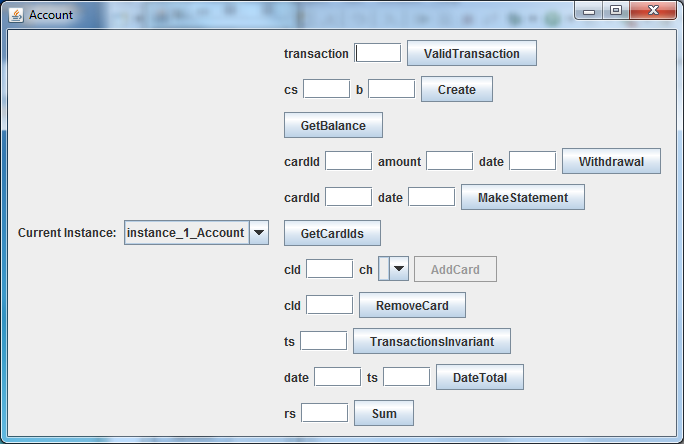 Account
transaction ValidTransaction
cs b Create
GetBalance
cardId amount date Withdrawal
cardId date MakeStatement
Current Instance: instance_1_Account GetCardIds
cId ch AddCard
cId RemoveCard
ts TransactionsInvariant
date ts DateTotal
rs Sum